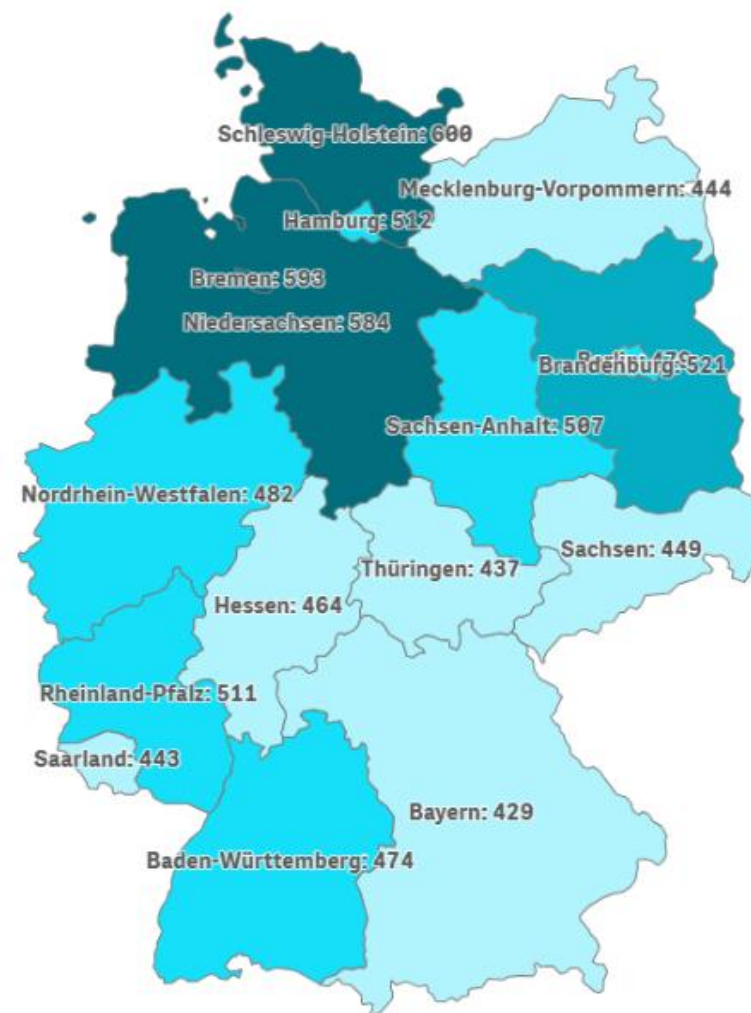 Schleswig-Holstein: 600
Mecklenburg-Vorpommern: 444
Hamburg: 512
Bremen: 593
Niedersachsen: 584
Brandenburg: 521
Sachsen-Anhalt: 507
Nordrhein-Westfalen: 482
Sachsen: 449
Thüringen: 437
Hessen: 464
Rheinland-Pfalz: 511
Saarland: 443
Bayern: 429
Baden-Württemberg: 474